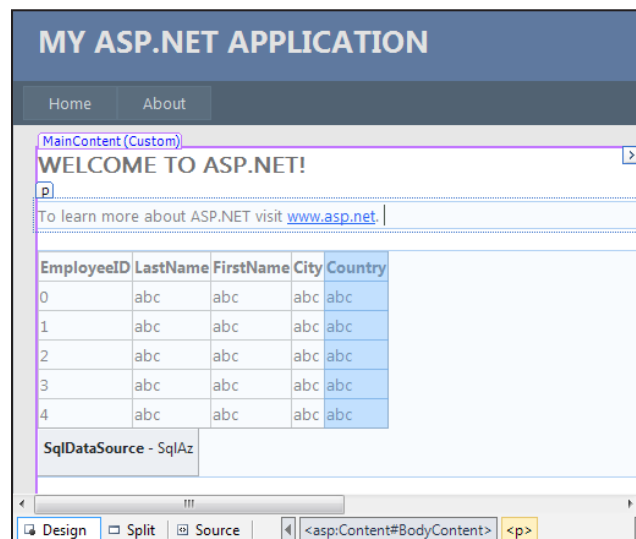 MY ASP.NET APPLICATION
Home About
MainContent (Custom)
WELCOME TO ASP.NET!
p
To learn more about ASP.NET visit www.asp.net.
EmployeeID LastName FirstName City Country
0 abc abc abc abc
1 abc abc abc abc
2 abc abc abc abc
3 abc abc abc abc
4 abc abc abc abc
SqlDataSource - SqlAz
Design Split Source <asp:Content#BodyContent> <p>